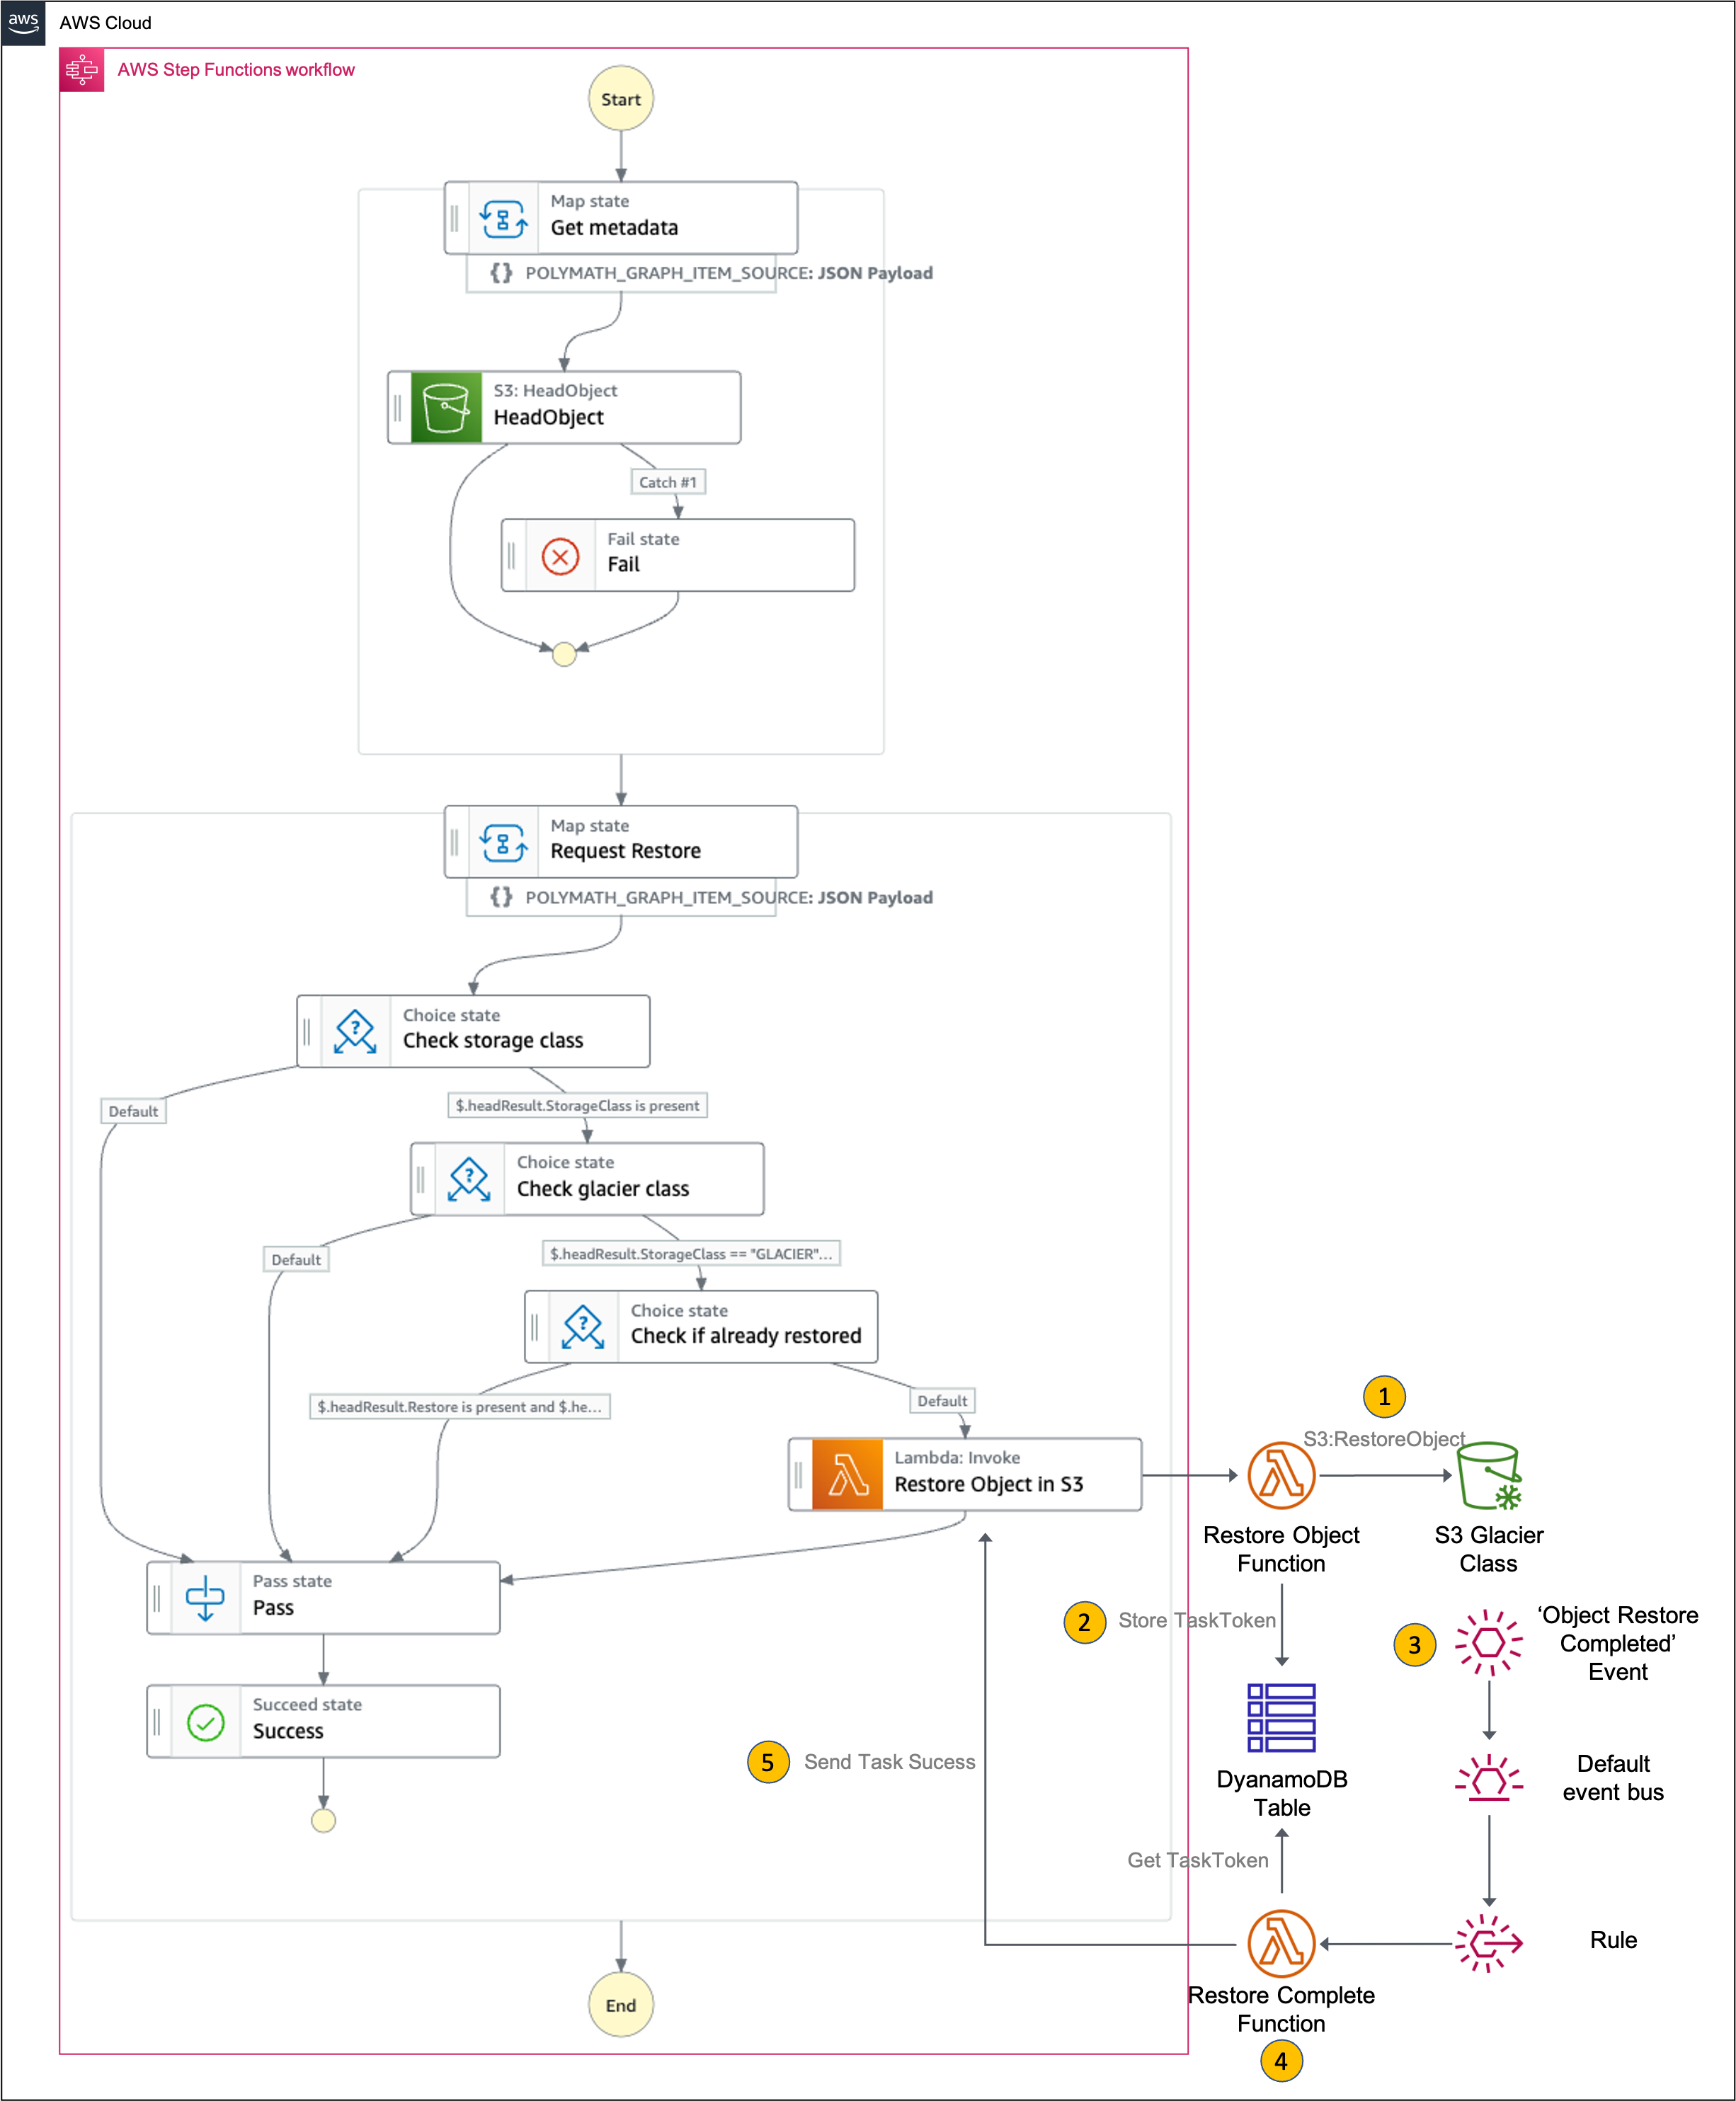 aws
AWS Cloud
AWS Step Functions workflow
Start
Map state
Get metadata
{} POLYMATH_GRAPH_ITEM_SOURCE: JSON Payload
S3: HeadObject
HeadObject
Catch #1
Fail state
Fail
Map state
Request Restore
{} POLYMATH_GRAPH_ITEM_SOURCE: JSON Payload
Choice state
Check storage class
Default
$.headResult.StorageClass is present
Choice state
Check glacier class
Default
$.headResult.StorageClass == "GLACIER"...
Choice state
Check if already restored
$.headResult.Restore is present and $.he...
Default
Lambda: Invoke
Restore Object in S3
1
S3:RestoreObject
Restore Object
Function
S3 Glacier
Class
Pass state
Pass
2
Store TaskToken
3
‘Object Restore
Completed’
Event
Succeed state
Success
5
Send Task Sucess
DyanamoDB
Table
Default
event bus
Get TaskToken
Rule
Restore Complete
Function
4
End